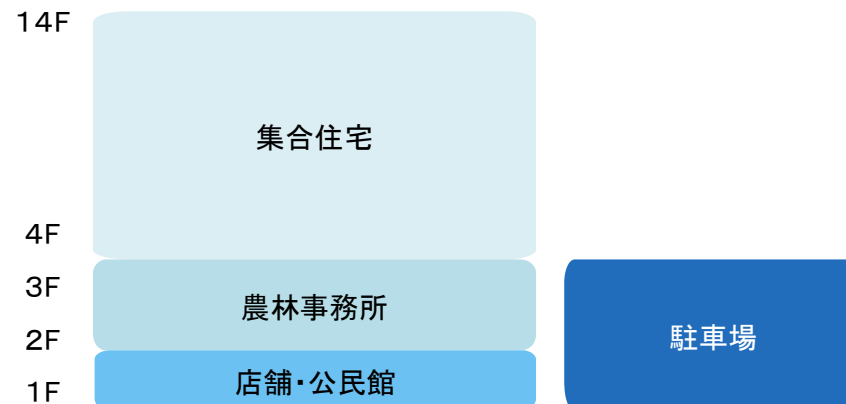 14F
集合住宅
4F
3F
農林事務所
2F
駐車場
店舗・公民館
1F